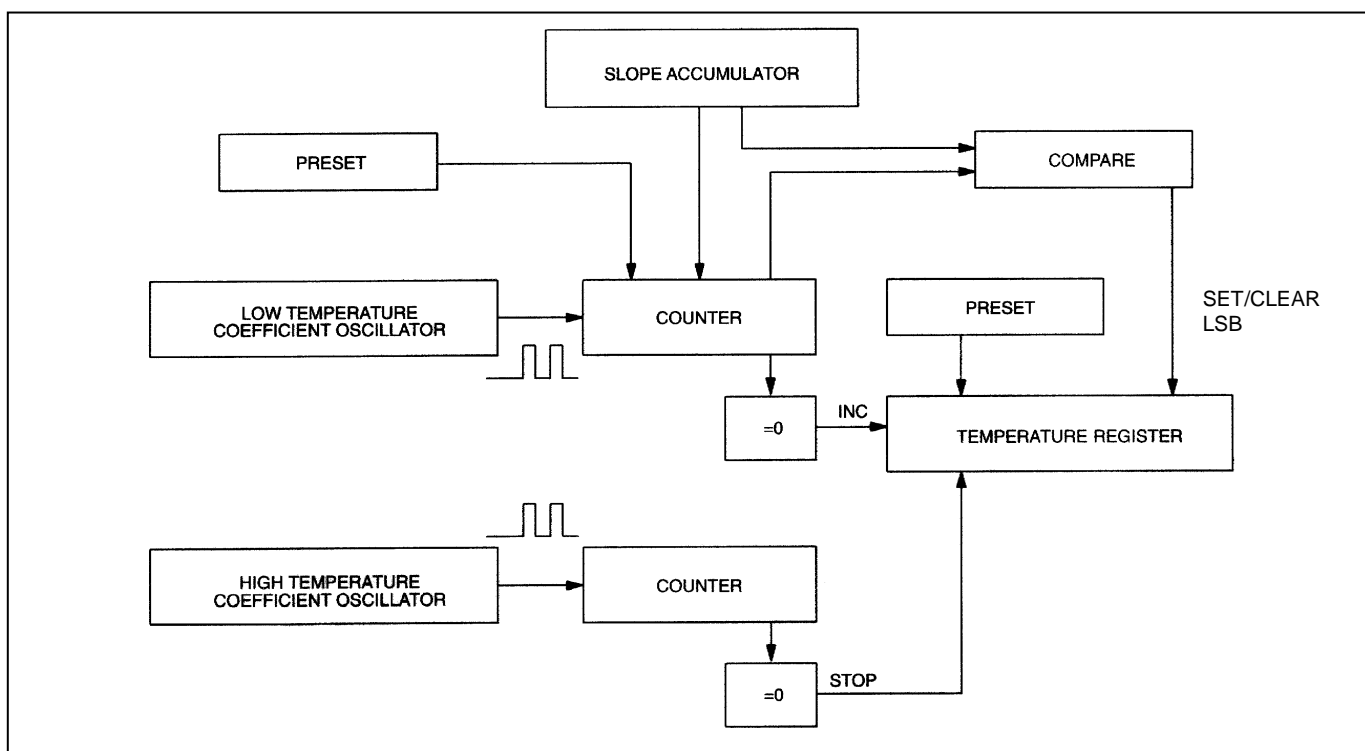 SLOPE ACCUMULATOR
PRESET
COMPARE
LOW TEMPERATURE
COEFFICIENT OSCILLATOR
COUNTER
PRESET
SET/CLEAR
LSB
=0
INC
TEMPERATURE REGISTER
HIGH TEMPERATURE
COEFFICIENT OSCILLATOR
COUNTER
=0
STOP